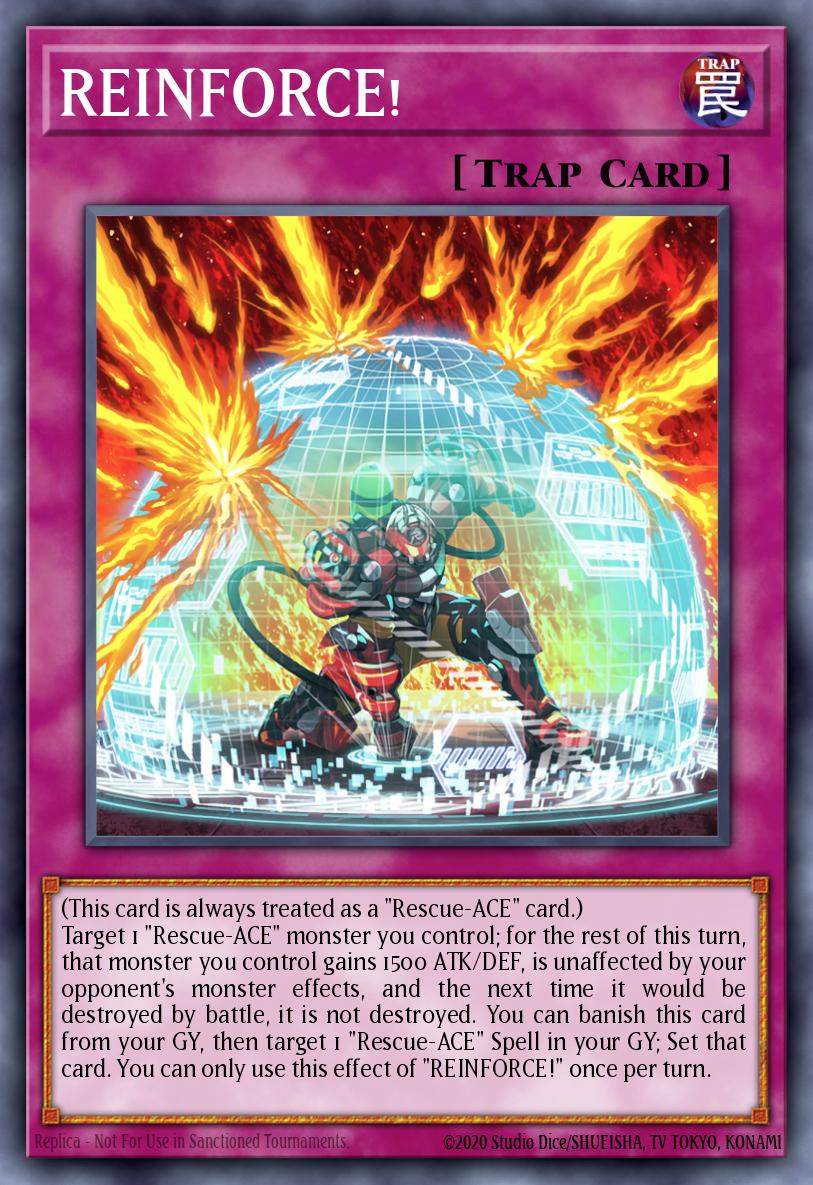 REINFORCE!
TRAP
罠
[TRAP CARD]
(This card is always treated as a "Rescue-ACE" card.)
Target 1 "Rescue-ACE" monster you control; for the rest of this turn,
that monster you control gains 1500 ATK/DEF, is unaffected by your
opponent's monster effects, and the next time it would be
destroyed by battle, it is not destroyed. You can banish this card
from your GY, then target 1 "Rescue-ACE" Spell in your GY; Set that
card. You can only use this effect of "REINFORCE!" once per turn.
Replica - Not For Use in Sanctioned Tournaments.
©2020 Studio Dice/SHUEISHA, TV TOKYO, KONAMI